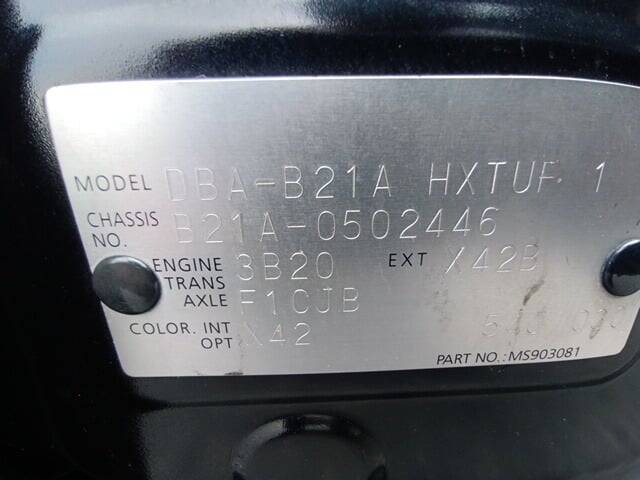 MODEL DBA-B21A HXTUF 1
CHASSIS NO. B21A-0502446
ENGINE 3B20 EXT X42B
TRANS AXLE F1CJB
COLOR. INT X42
OPT
PART NO.: MS903081